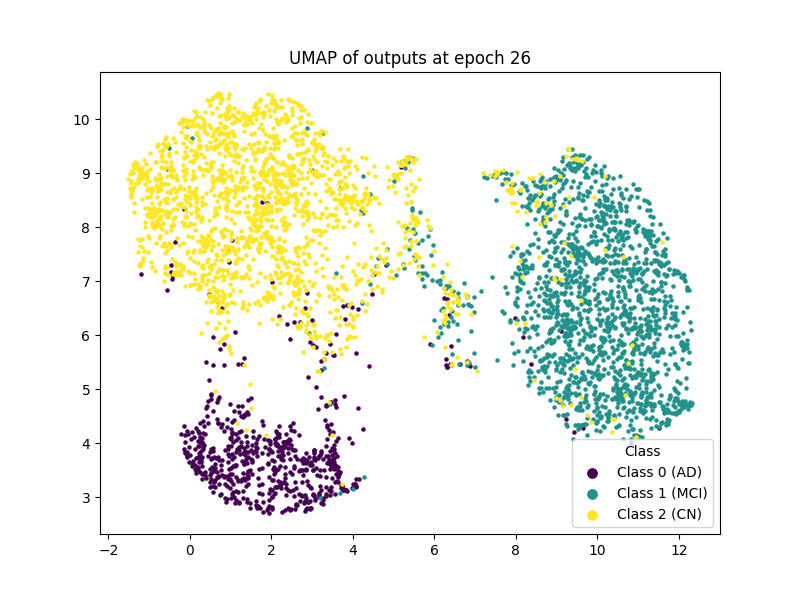 UMAP of outputs at epoch 26
10
9
8
7
6
5
4
3
Class
Class 0 (AD)
Class 1 (MCI)
Class 2 (CN)
−2 0 2 4 6 8 10 12